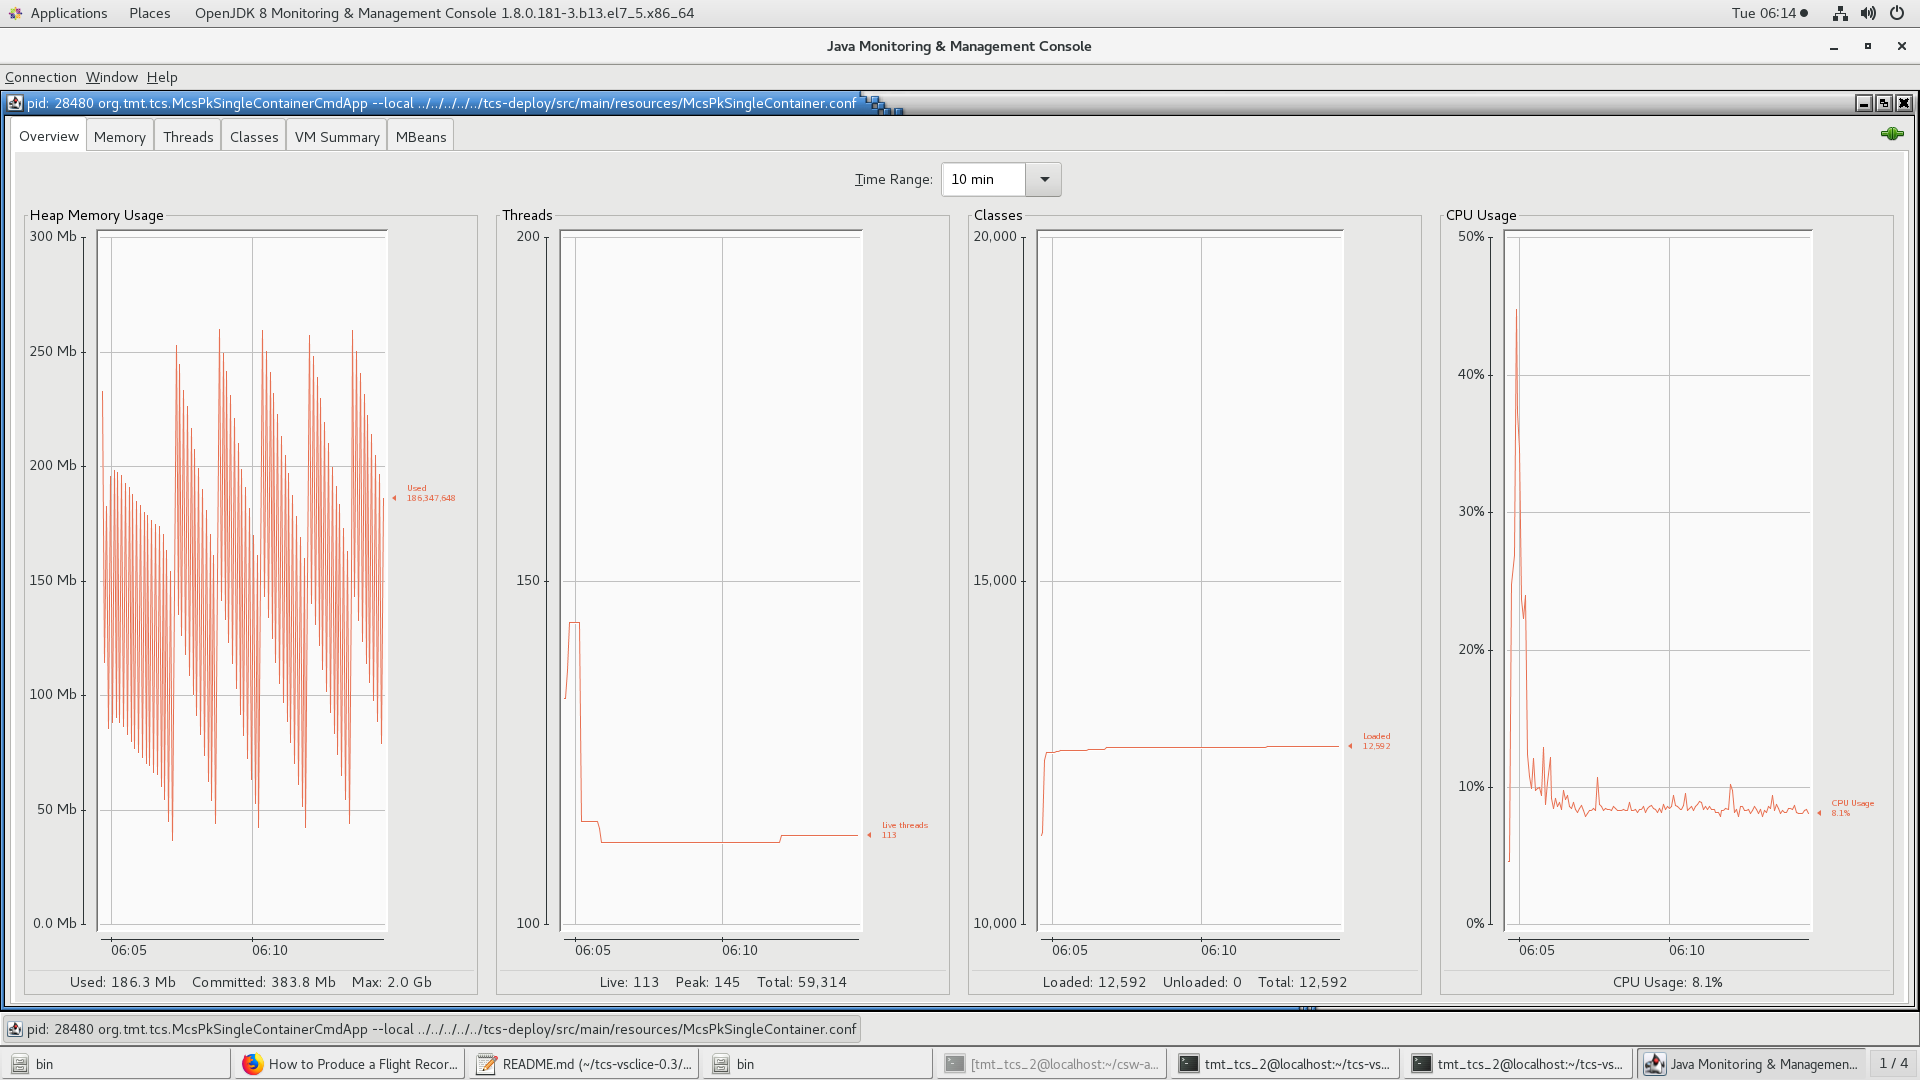 Applications Places OpenJDK 8 Monitoring & Management Console 1.8.0.181-3.b13.el7_5.x86_64 Tue 06:14
Java Monitoring & Management Console
Connection Window Help
pid: 28480 org.tmt.tcs.McsPkSingleContainerCmdApp --local ../../../../../tcs-deploy/src/main/resources/McsPkSingleContainer.conf
Overview Memory Threads Classes VM Summary MBeans
Time Range: 10 min
Heap Memory Usage
300 Mb
250 Mb
200 Mb
150 Mb
100 Mb
50 Mb
0.0 Mb
Used
186,347,648
06:05 06:10
Used: 186.3 Mb Committed: 383.8 Mb Max: 2.0 Gb
Threads
200
150
100
Live threads
113
06:05 06:10
Live: 113 Peak: 145 Total: 59,314
Classes
20,000
15,000
10,000
Loaded
12,592
06:05 06:10
Loaded: 12,592 Unloaded: 0 Total: 12,592
CPU Usage
50%
40%
30%
20%
10%
0%
CPU Usage
8.1%
06:05 06:10
CPU Usage: 8.1%
pid: 28480 org.tmt.tcs.McsPkSingleContainerCmdApp --local ../../../../../tcs-deploy/src/main/resources/McsPkSingleContainer.conf
bin How to Produce a Flight Recor... README.md (~/tcs-vsclice-0.3/... bin [tmt_tcs_2@localhost:~/csw-a... tmt_tcs_2@localhost:~/tcs-vs... tmt_tcs_2@localhost:~/tcs-vs... Java Monitoring & Managemen... 1 / 4